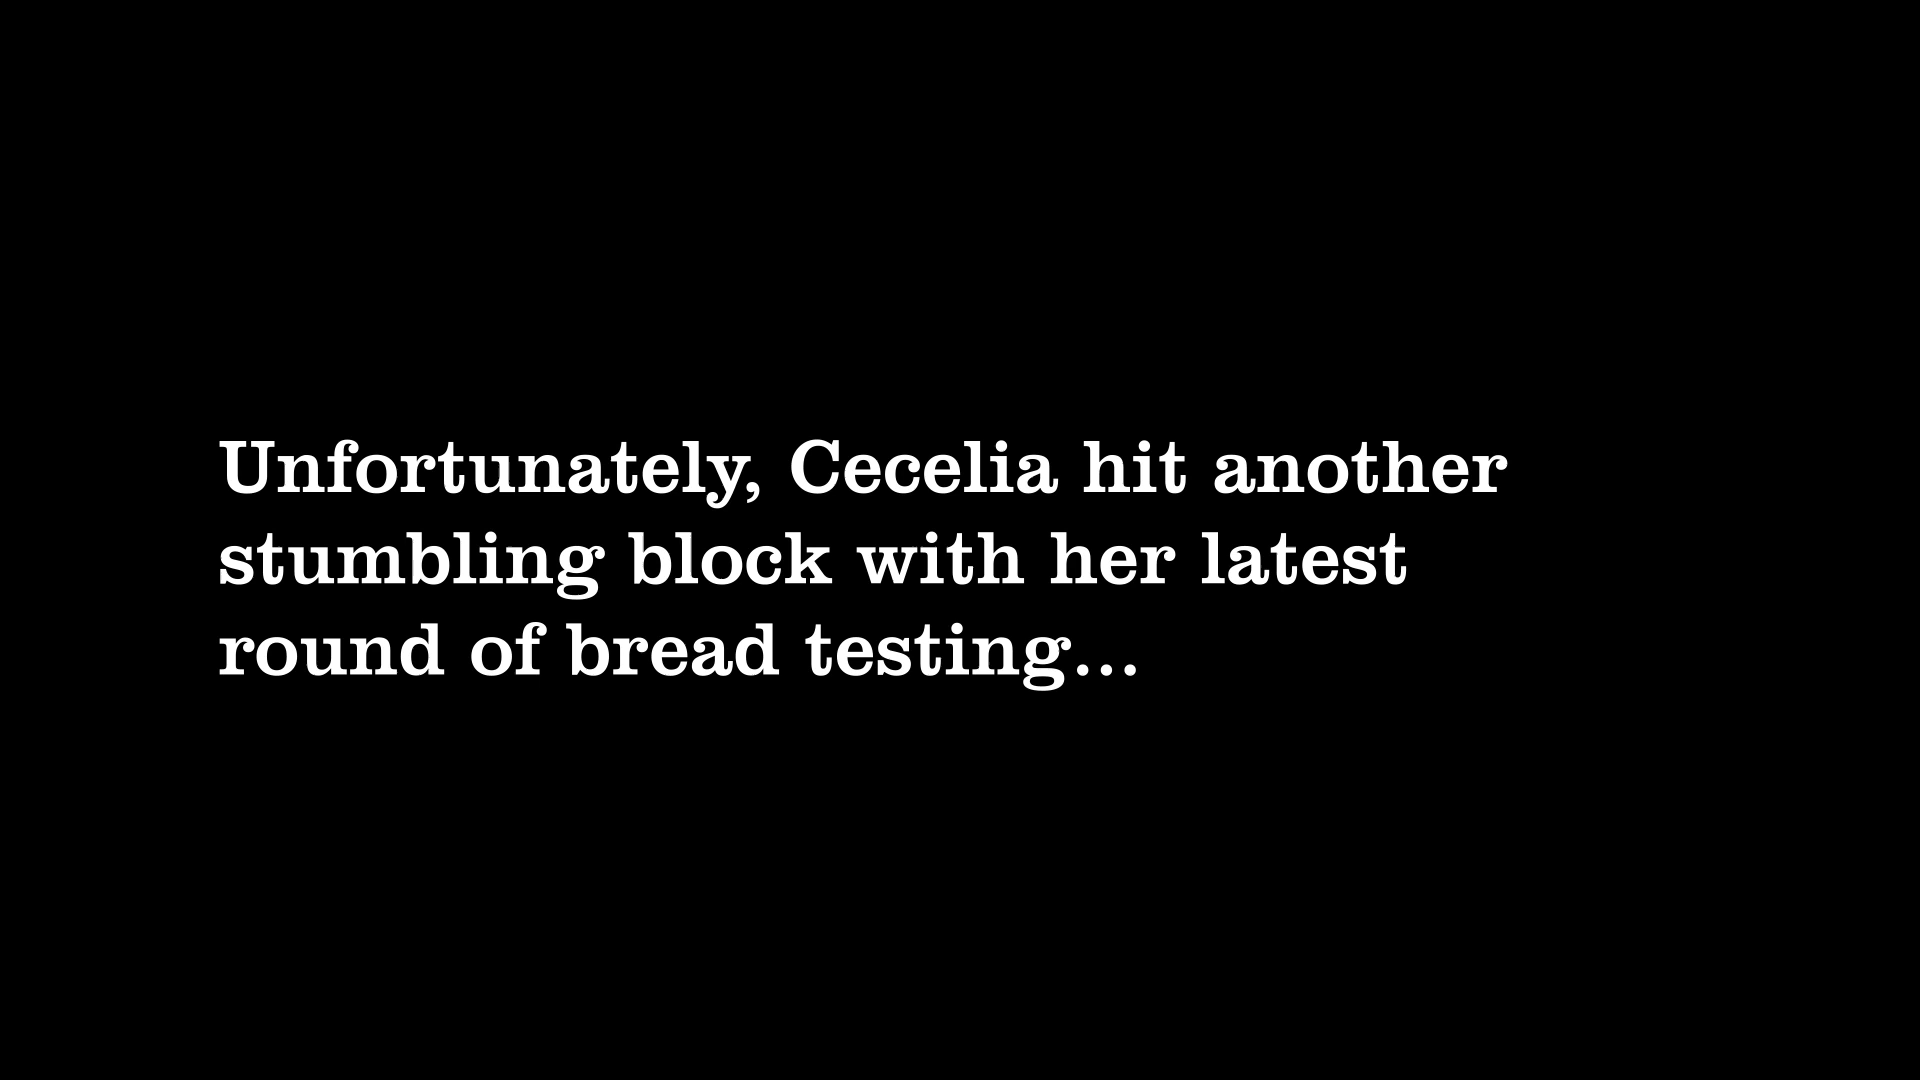 Unfortunately, Cecelia hit another
stumbling block with her latest
round of bread testing...